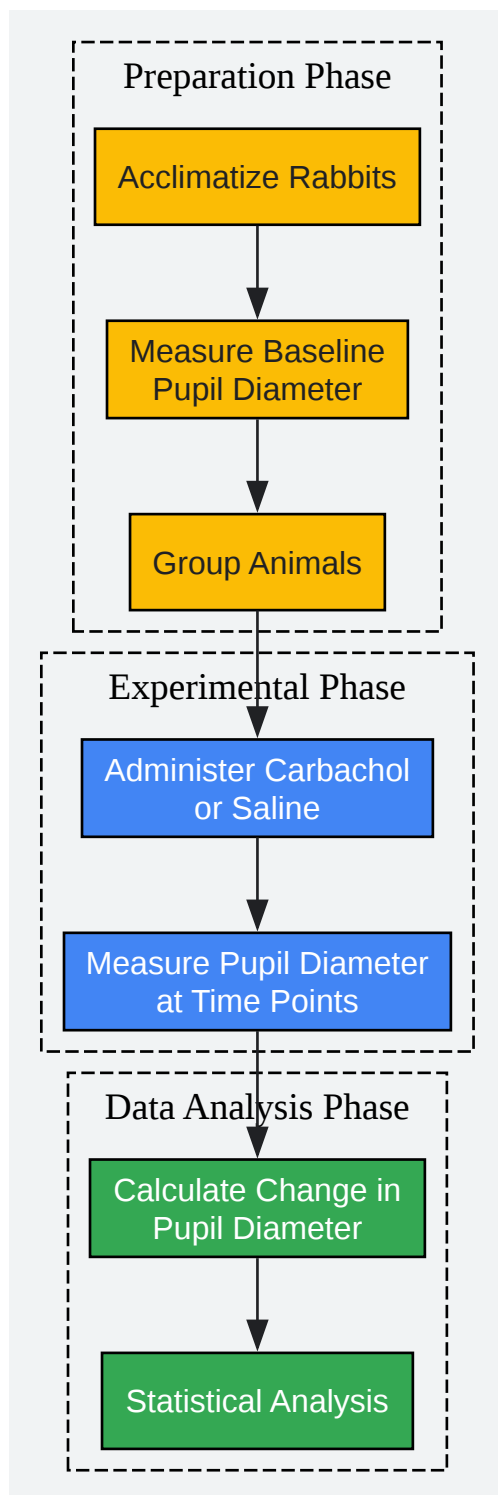 Preparation Phase
Acclimatize Rabbits
Measure Baseline
Pupil Diameter
Group Animals
Experimental Phase
Administer Carbachol
or Saline
Measure Pupil Diameter
at Time Points
Data Analysis Phase
Calculate Change in
Pupil Diameter
Statistical Analysis